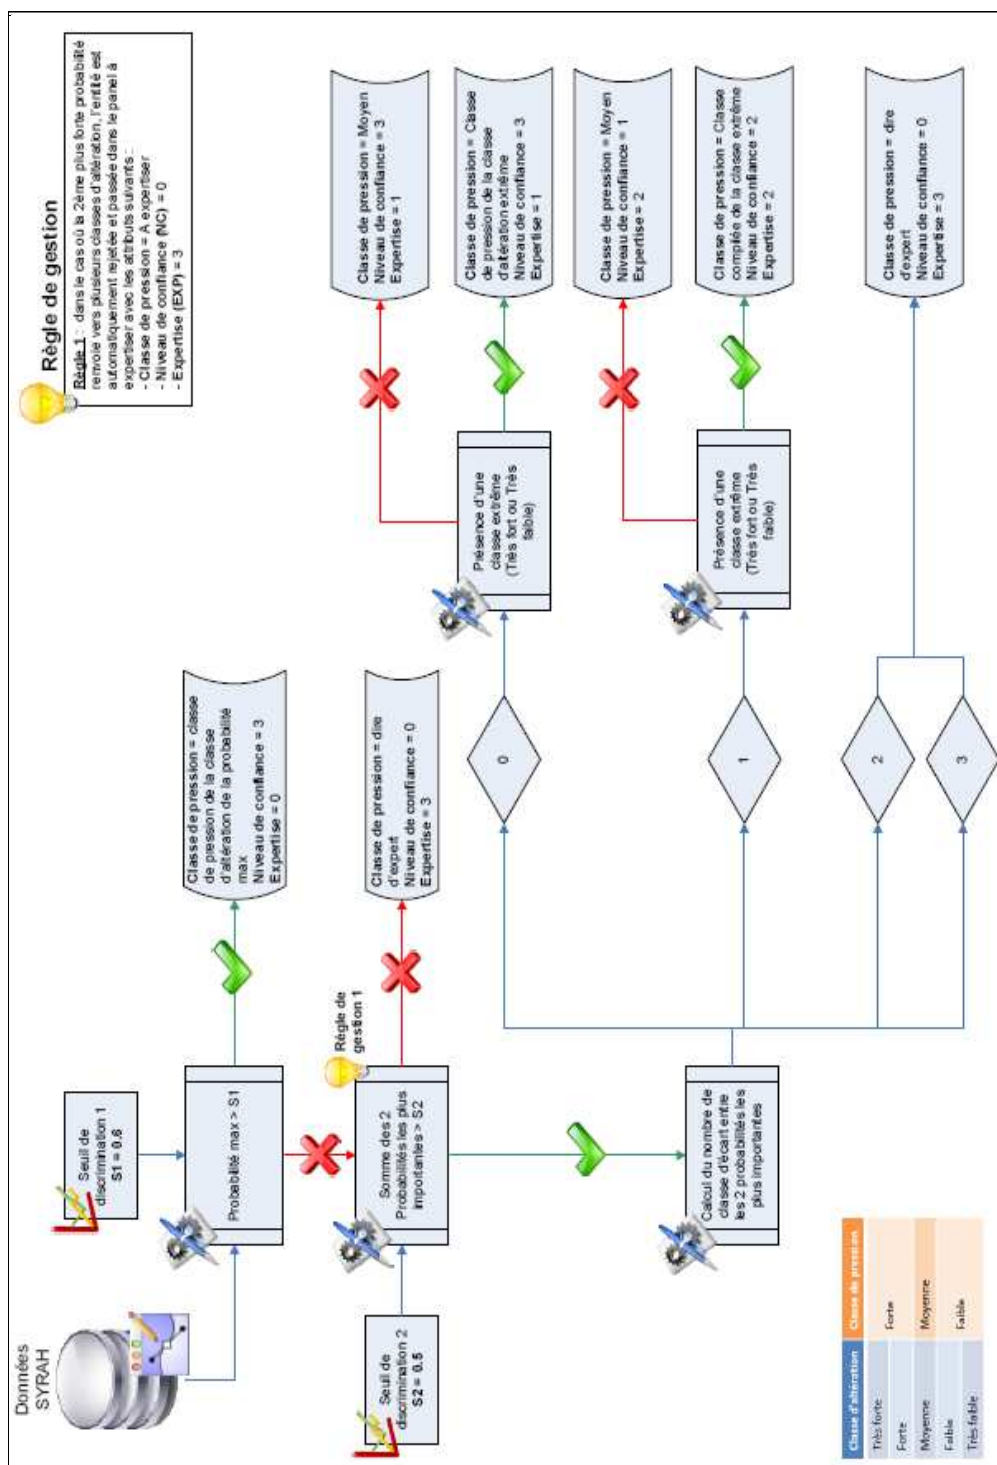 Données
SYRAH
Seuil de
discrimination 1
S1 = 0.6
Probabilité max > S1
Classe de pression = classe
de pression de la classe
d'altération de la probabilité
max
Niveau de confiance = 3
Expertise = 0
Règle de gestion
Règle 1 : dans le cas où la 2ème plus forte probabilité
renvoie vers plusieurs classes d'altération, l'entité est
automatiquement rejetée et passée dans le panel à
expertiser avec les attributs suivants :
- Classe de pression = A expertiser
- Niveau de confiance (NC) = 0
- Expertise (EXP) = 3
Seuil de
discrimination 2
S2 = 0.5
Somme des 2
Probabilités les plus
importantes > S2
Règle de
gestion 1
Classe de pression = dire
d'expert
Niveau de confiance = 0
Expertise = 3
Calcul du nombre de
classe d'écart entre
les 2 probabilités les
plus importantes
0
Présence d'une
classe extrême
(Très fort ou Très
faible)
Classe de pression = Moyen
Niveau de confiance = 3
Expertise = 1
Classe de pression = Classe
de pression de la classe
d'atération extrême
Niveau de confiance = 3
Expertise = 1
1
Présence d'une
classe extrême
(Très fort ou Très
faible)
Classe de pression = Moyen
Niveau de confiance = 1
Expertise = 2
Classe de pression = Classe
compilée de la classe extrême
Niveau de confiance = 2
Expertise = 2
2
3
Classe de pression = dire
d'expert
Niveau de confiance = 0
Expertise = 3
Classe d'altération Classe de pression
Très forte
Forte Forte
Moyenne Moyenne
Faible Faible
Très faible